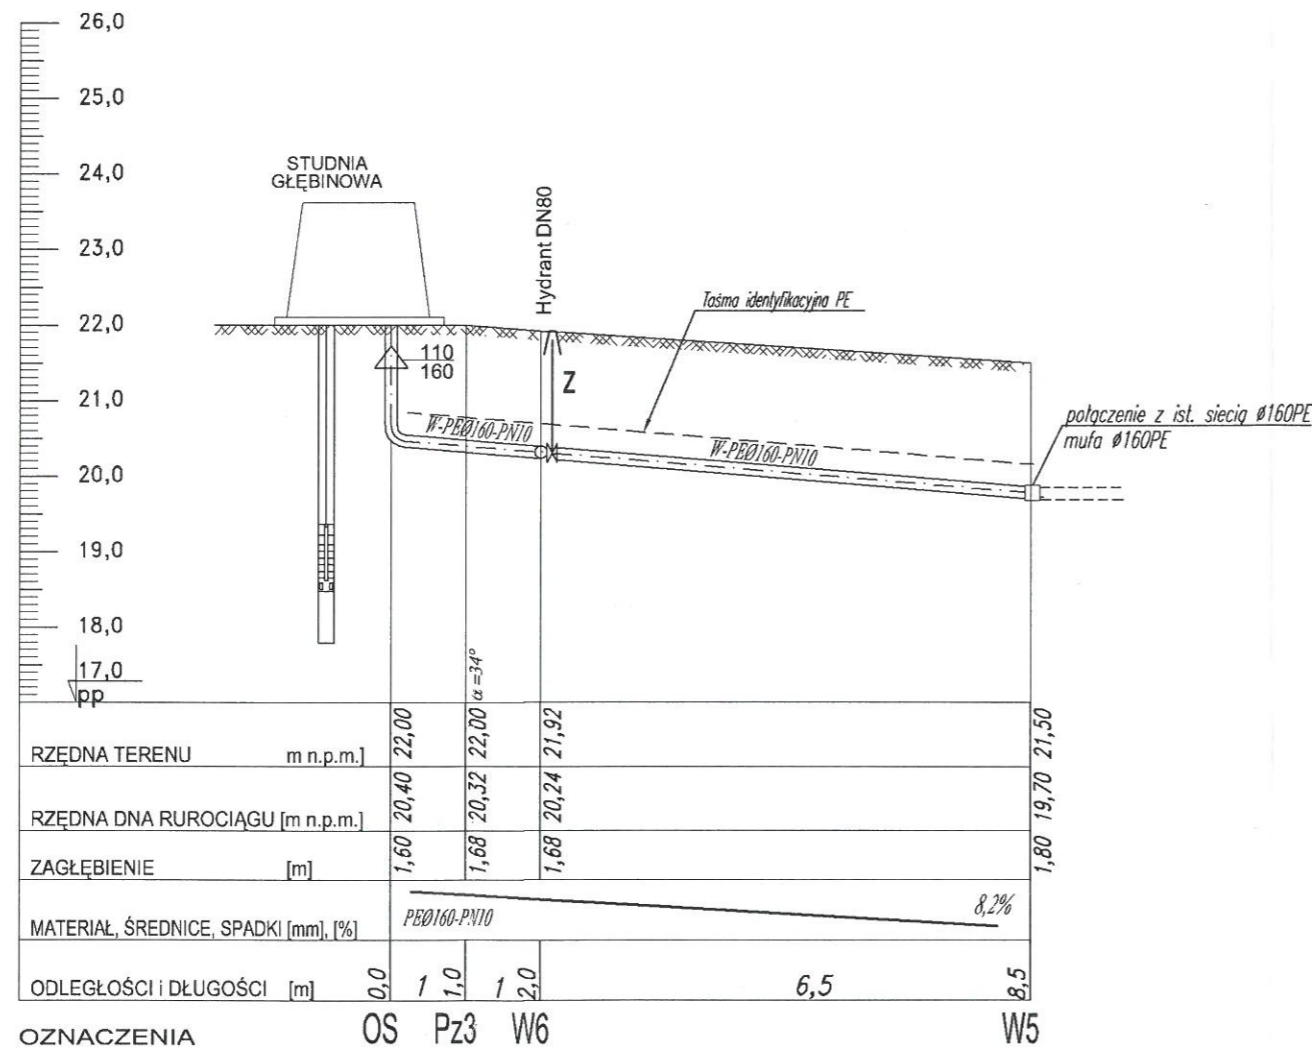 26,0
25,0
24,0
23,0
22,0
21,0
20,0
19,0
18,0
17,0
pp
STUDNIA
GŁĘBINOWA
Hydrant DN80
Taśma identyfikacyjna PE
110
160
Z
W-PEØ160-PN10
W-PEØ160-PN10
połączenie z ist. siecią ø160PE
mufa ø160PE
α=34°
RZĘDNA TERENU m n.p.m.] 22,00 22,00 21,92 21,50
RZĘDNA DNA RUROCIĄGU [m n.p.m.] 20,40 20,32 20,24 19,70
ZAGŁĘBIENIE [m] 1,60 1,68 1,68 1,80
MATERIAŁ, ŚREDNICE, SPADKI [mm], [%] PEØ160-PN10 8,2%
ODLEGŁOŚCI i DŁUGOŚCI [m] 0,0 1 1,0 1 2,0 6,5 8,5
OZNACZENIA OS Pz3 W6 W5